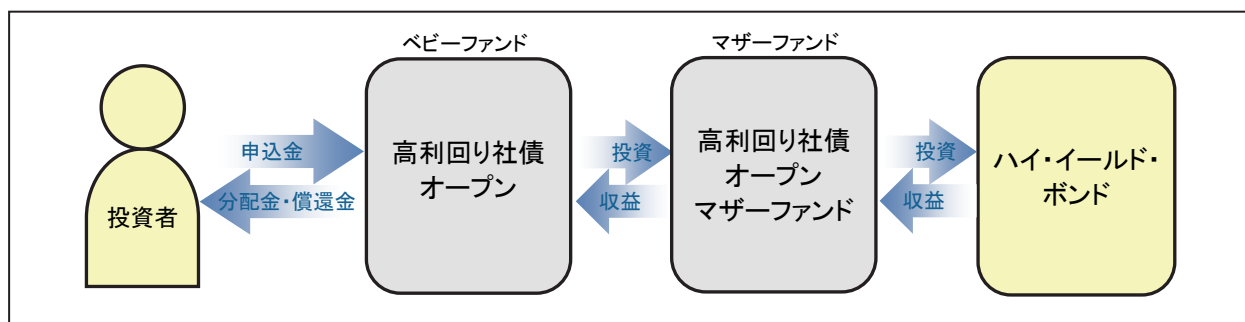 ベビーファンド
マザーファンド
投資者
申込金
分配金・償還金
高利回り社債
オープン
投資
収益
高利回り社債
オープン
マザーファンド
投資
収益
ハイ・イールド・
ボンド